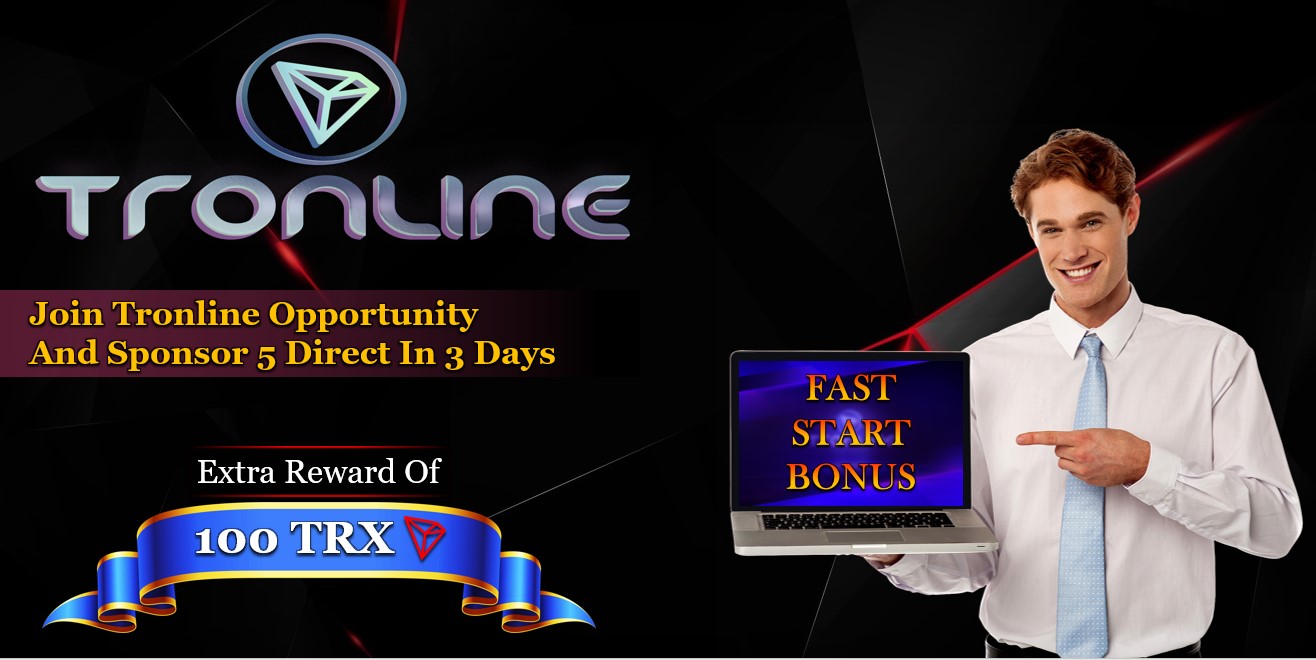 TRONLINE
Join Tronline Opportunity
And Sponsor 5 Direct In 3 Days
Extra Reward Of
100 TRX
FAST
START
BONUS